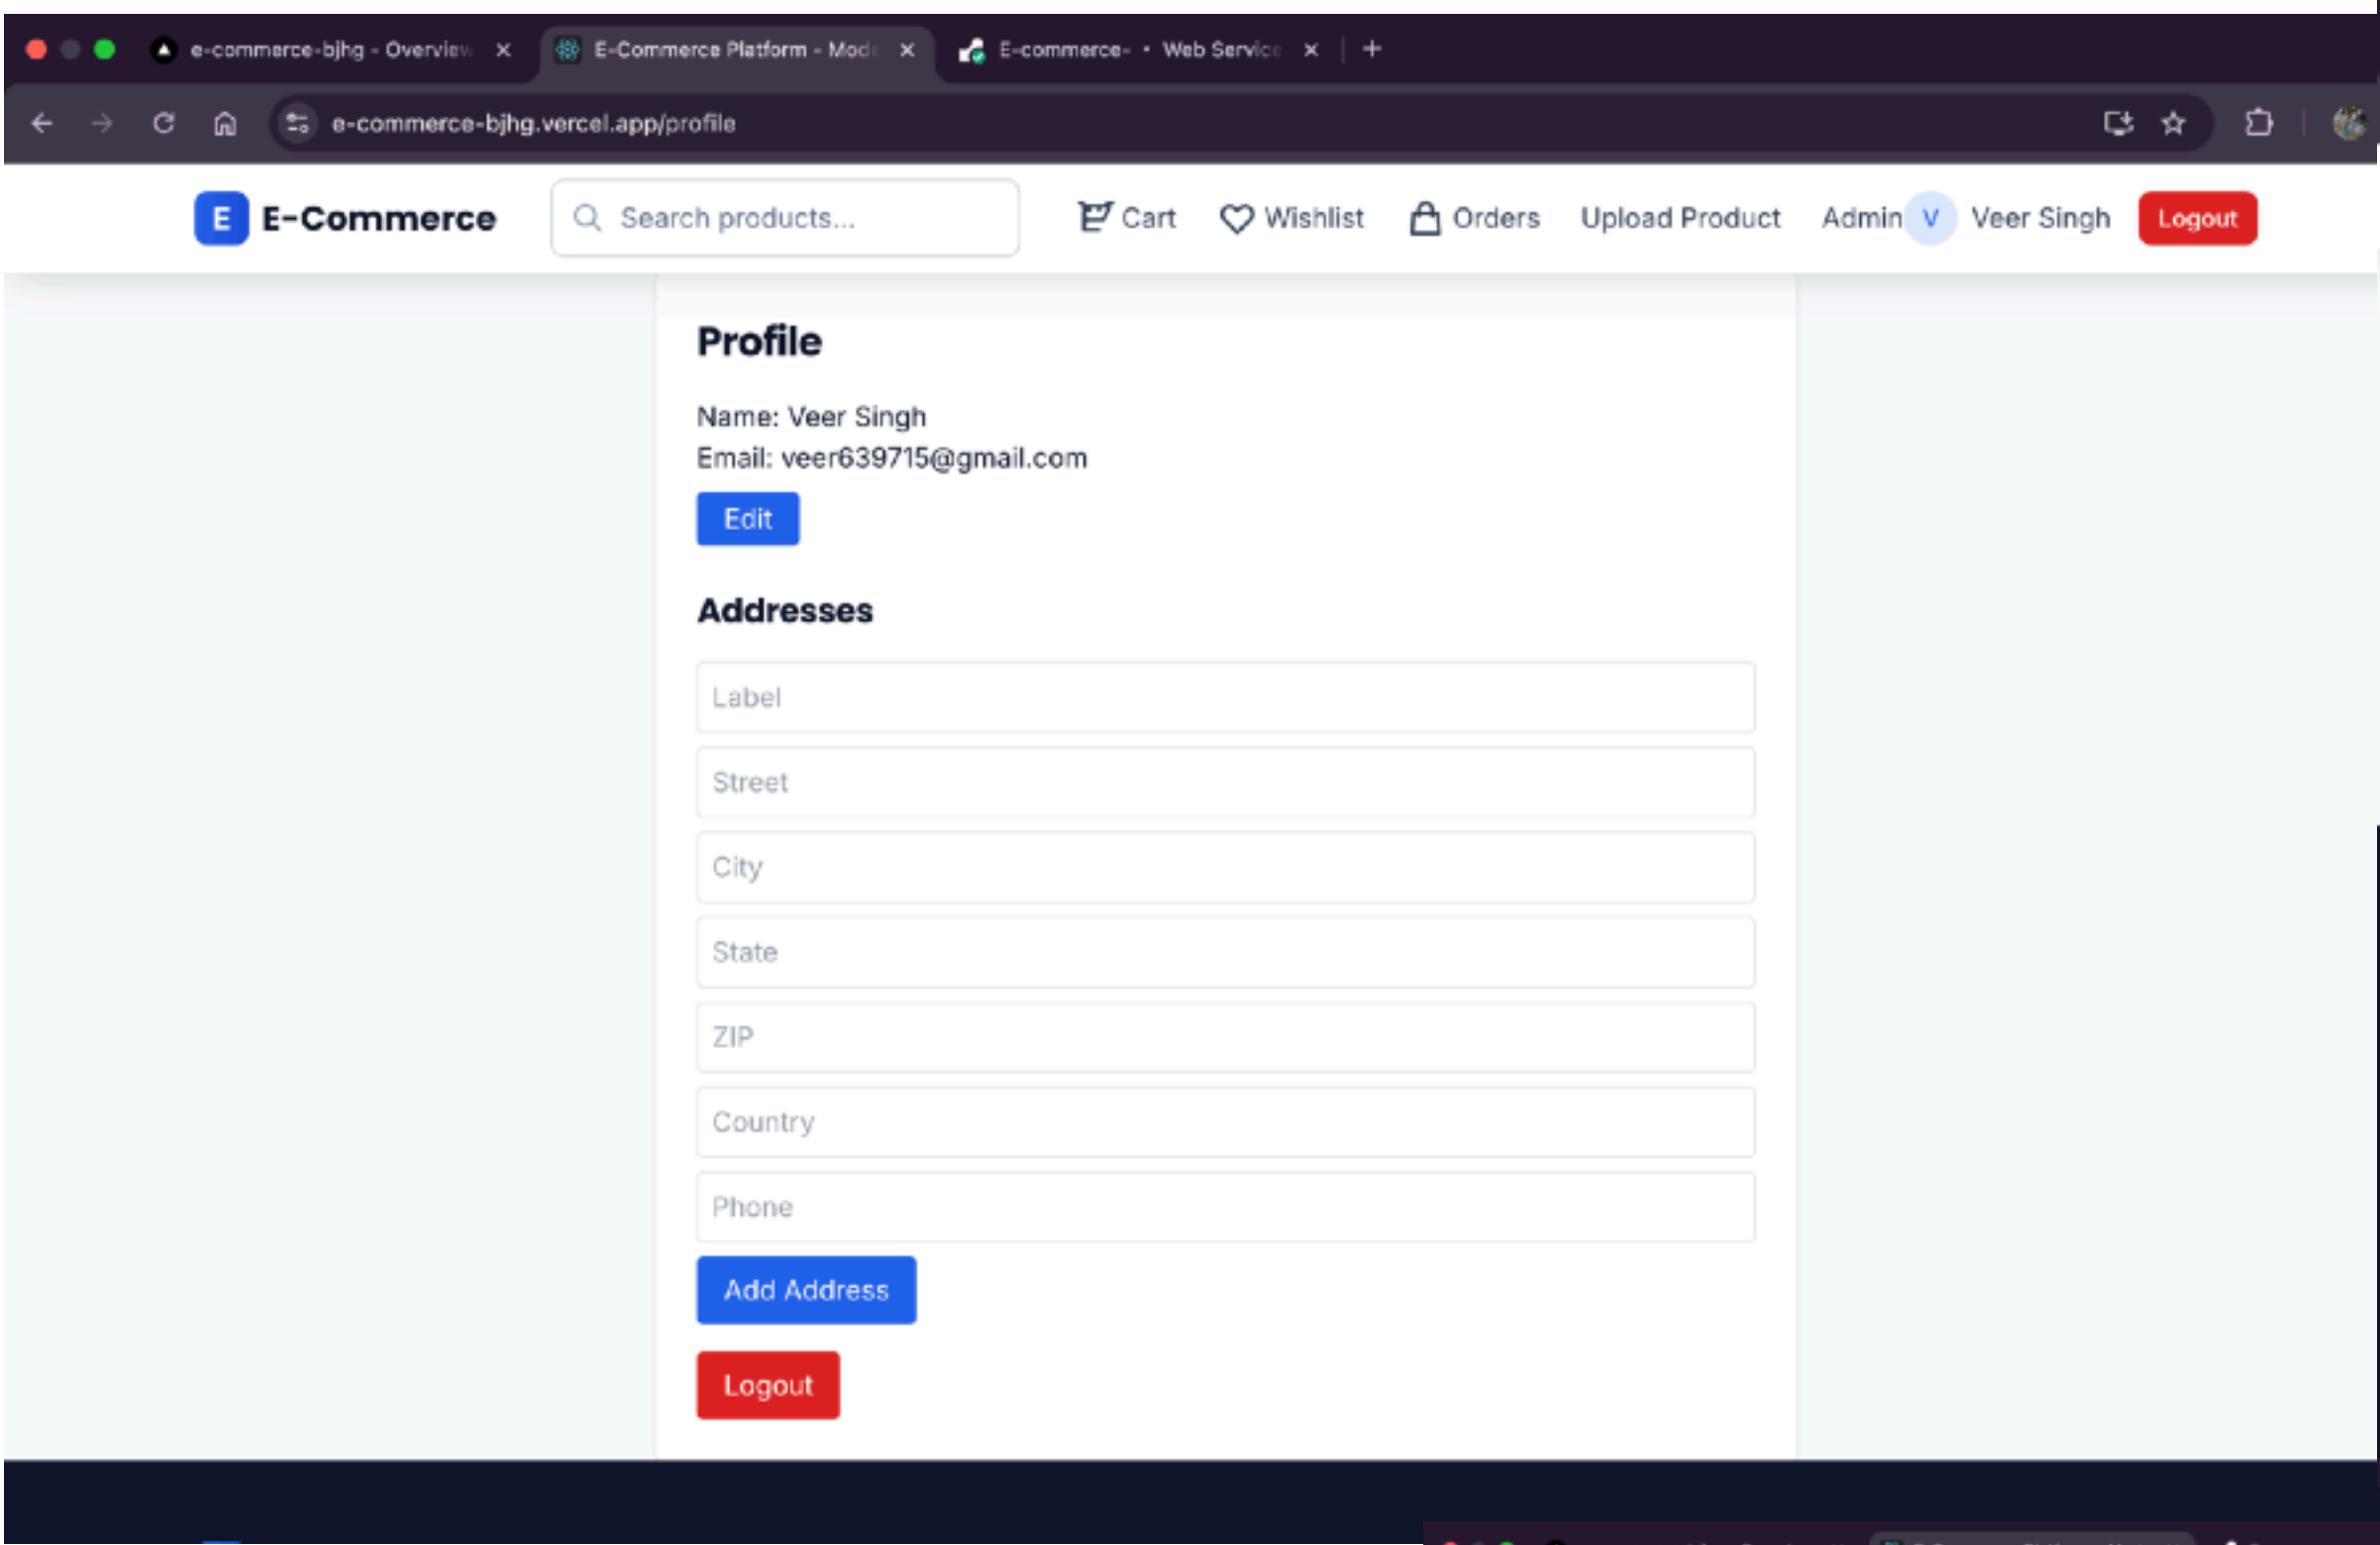 e-commerce-bjhg - Overview
E-Commerce Platform - Mod
E-commerce- • Web Service
e-commerce-bjhg.vercel.app/profile
E E-Commerce
Search products...
Cart
Wishlist
Orders
Upload Product
Admin
V Veer Singh
Logout
Profile
Name: Veer Singh
Email: veer639715@gmail.com
Edit
Addresses
Label
Street
City
State
ZIP
Country
Phone
Add Address
Logout